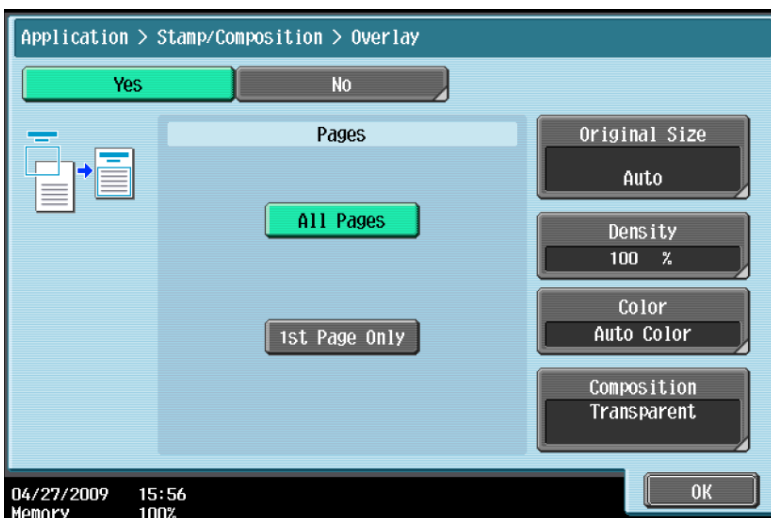 Application > Stamp/Composition > Overlay
Yes
No
Pages
All Pages
1st Page Only
Original Size
Auto
Density
100 %
Color
Auto Color
Composition
Transparent
04/27/2009 15:56
Memory 100%
OK